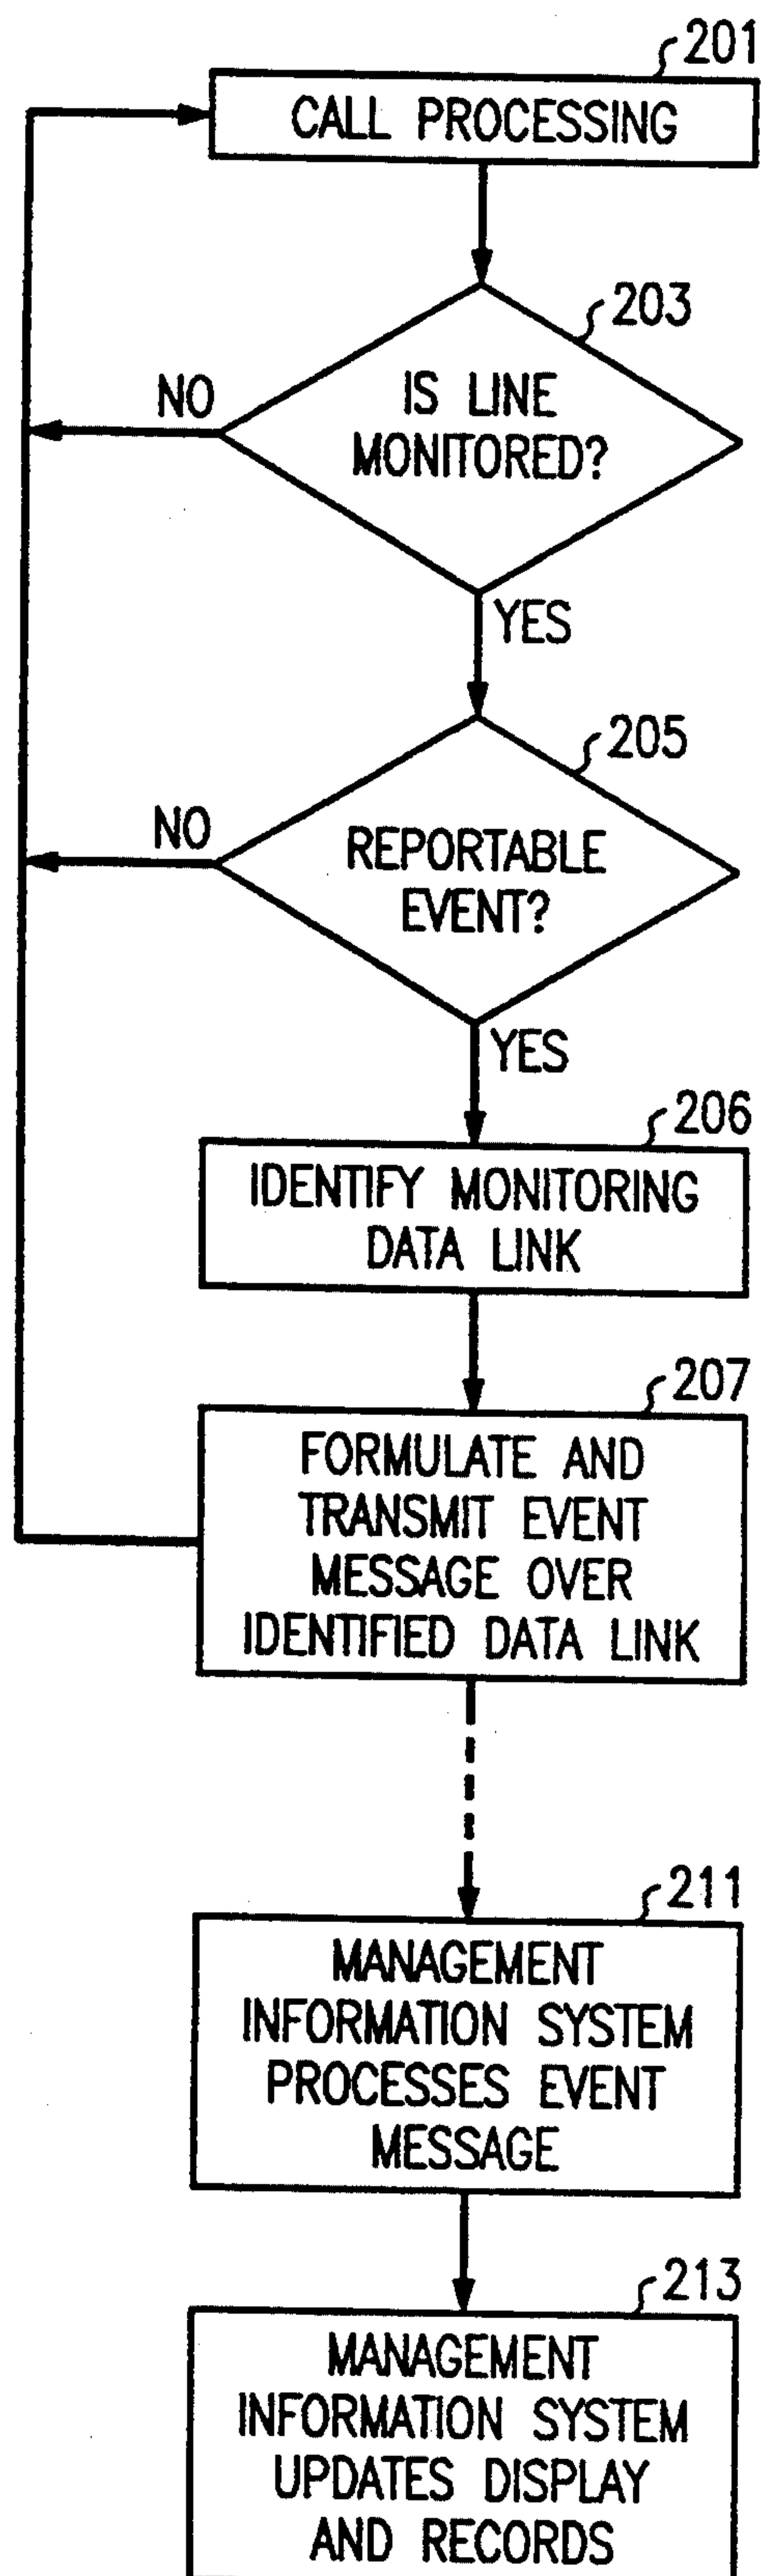 201
CALL PROCESSING
203
IS LINE
MONITORED?
NO
YES
205
REPORTABLE
EVENT?
NO
YES
206
IDENTIFY MONITORING
DATA LINK
207
FORMULATE AND
TRANSMIT EVENT
MESSAGE OVER
IDENTIFIED DATA LINK
211
MANAGEMENT
INFORMATION SYSTEM
PROCESSES EVENT
MESSAGE
213
MANAGEMENT
INFORMATION SYSTEM
UPDATES DISPLAY
AND RECORDS